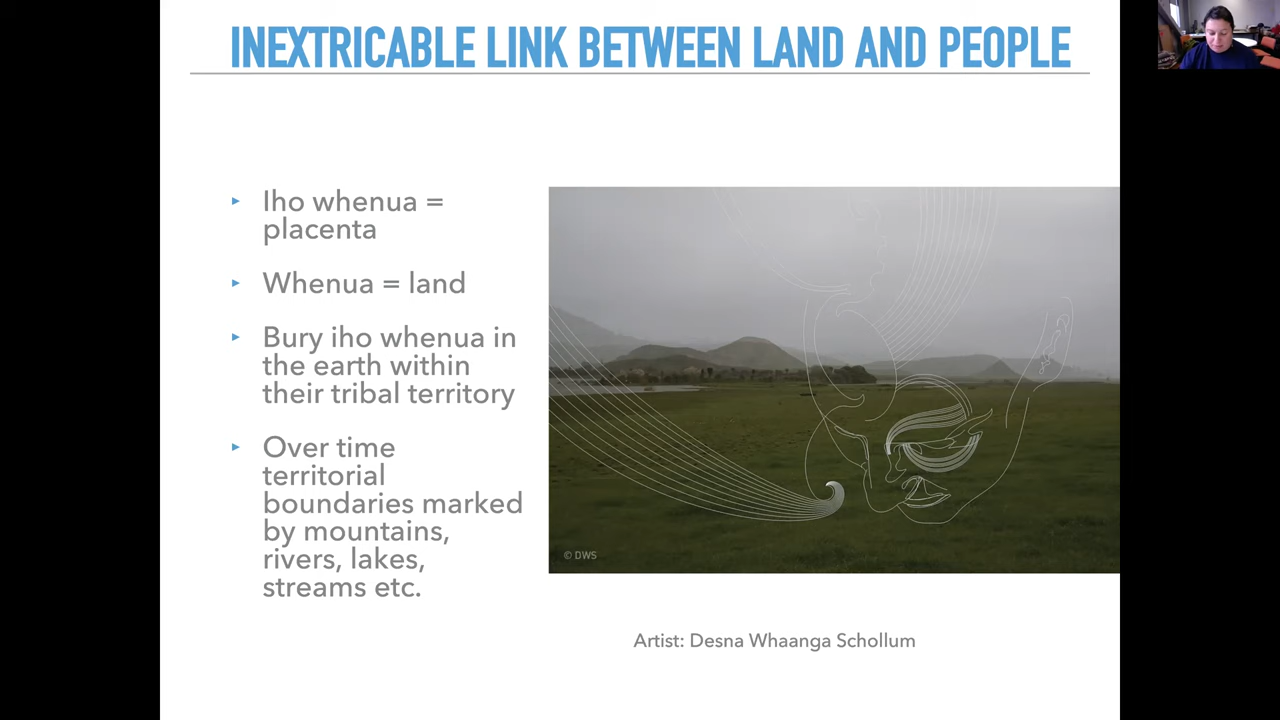 INEXTRICABLE LINK BETWEEN LAND AND PEOPLE
‣ Iho whenua =
placenta
‣ Whenua = land
‣ Bury iho whenua in
the earth within
their tribal territory
‣ Over time
territorial
boundaries marked
by mountains,
rivers, lakes,
streams etc.
© DWS
Artist: Desna Whaanga Schollum